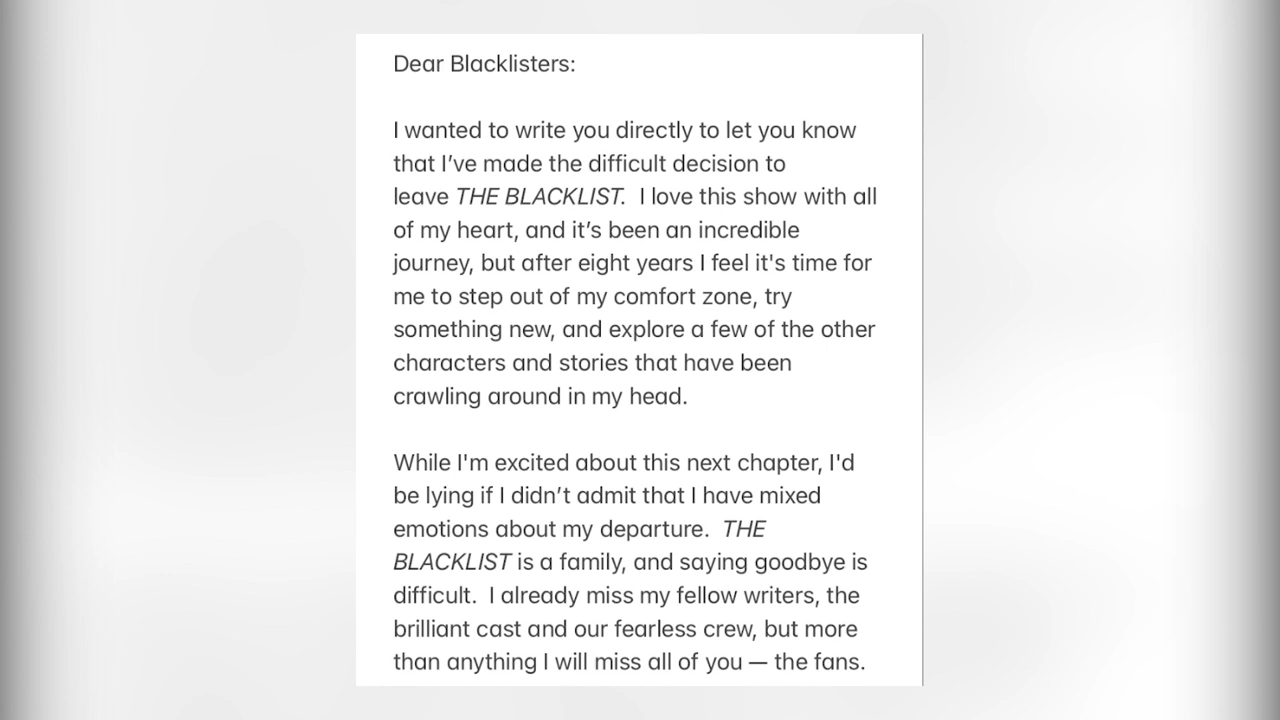 Dear Blacklisters:
I wanted to write you directly to let you know
that I’ve made the difficult decision to
leave THE BLACKLIST.  I love this show with all
of my heart, and it’s been an incredible
journey, but after eight years I feel it's time for
me to step out of my comfort zone, try
something new, and explore a few of the other
characters and stories that have been
crawling around in my head.
While I'm excited about this next chapter, I'd
be lying if I didn’t admit that I have mixed
emotions about my departure.  THE
BLACKLIST is a family, and saying goodbye is
difficult.  I already miss my fellow writers, the
brilliant cast and our fearless crew, but more
than anything I will miss all of you — the fans.